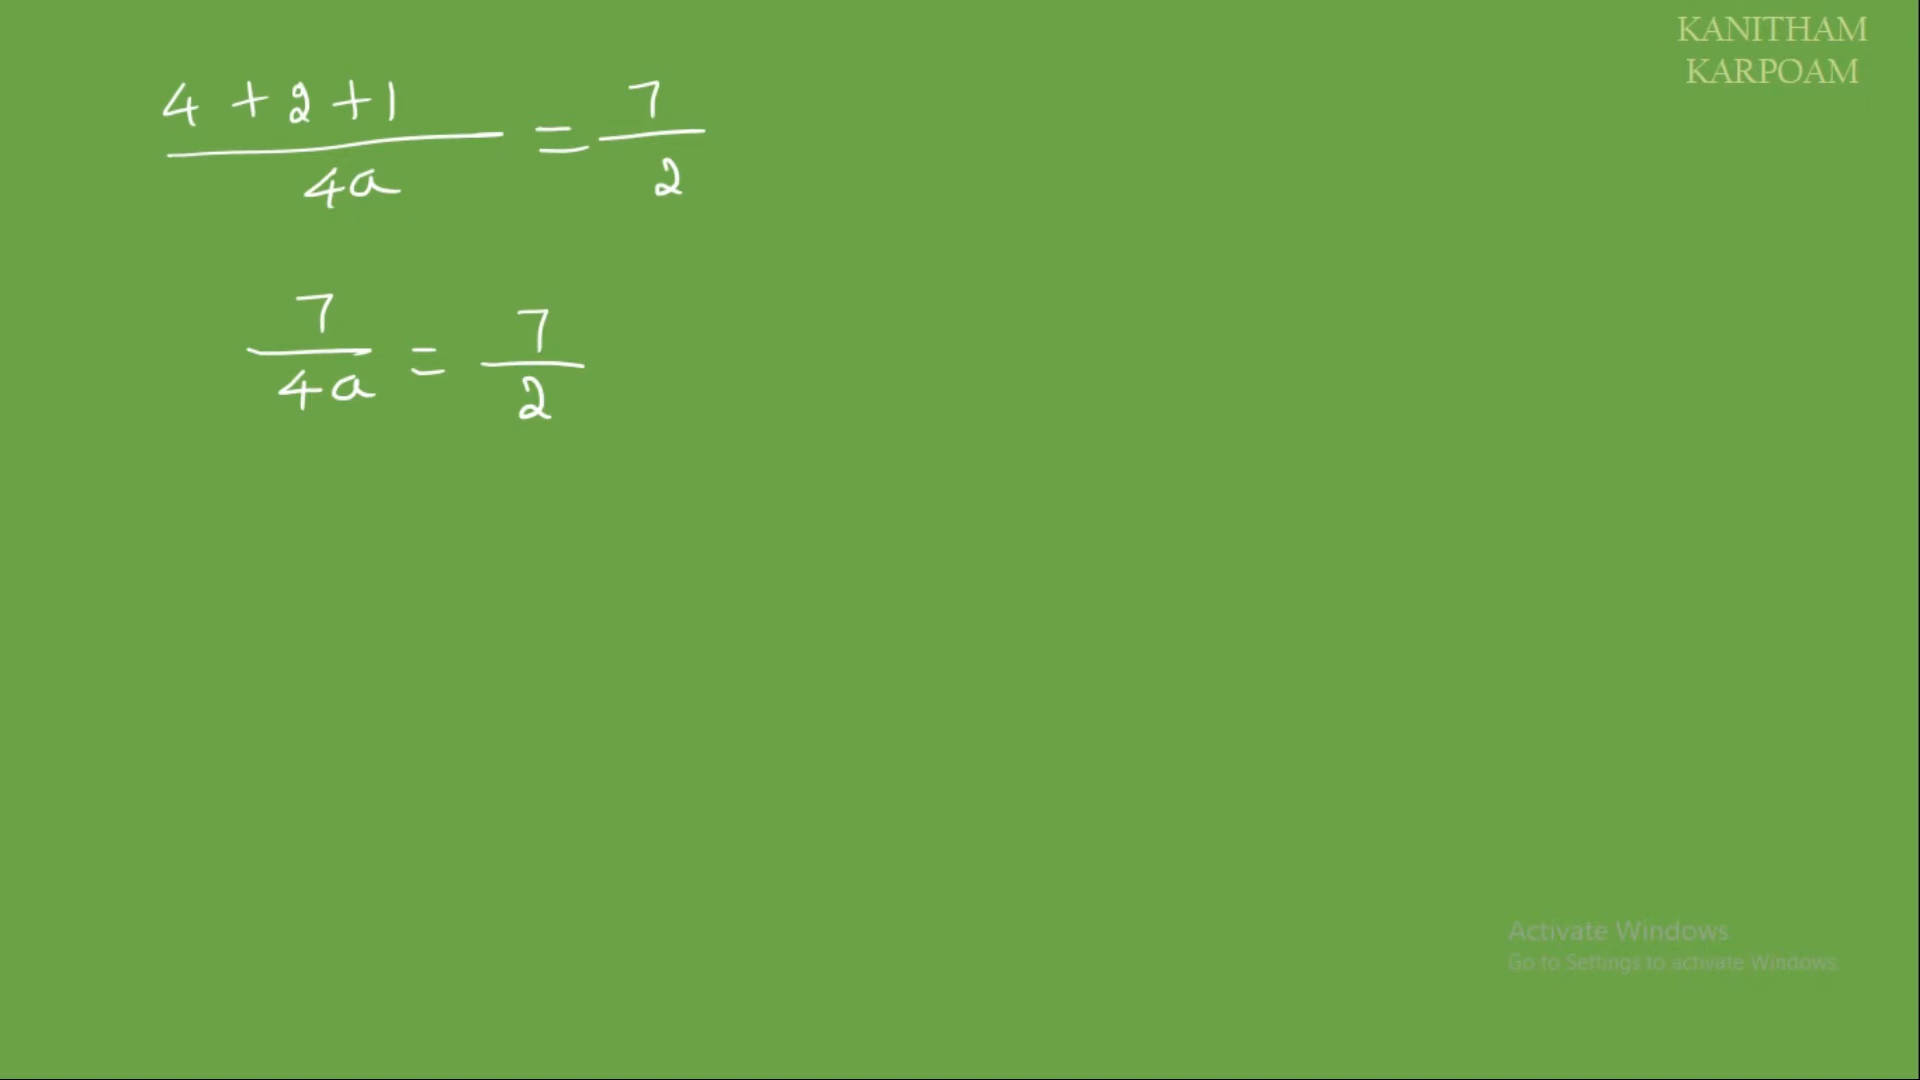 KANITHAM
KARPOAM
4 + 2 + 1 / 4a = 7 / 2
7 / 4a = 7 / 2
Activate Windows
Go to Settings to activate Windows.